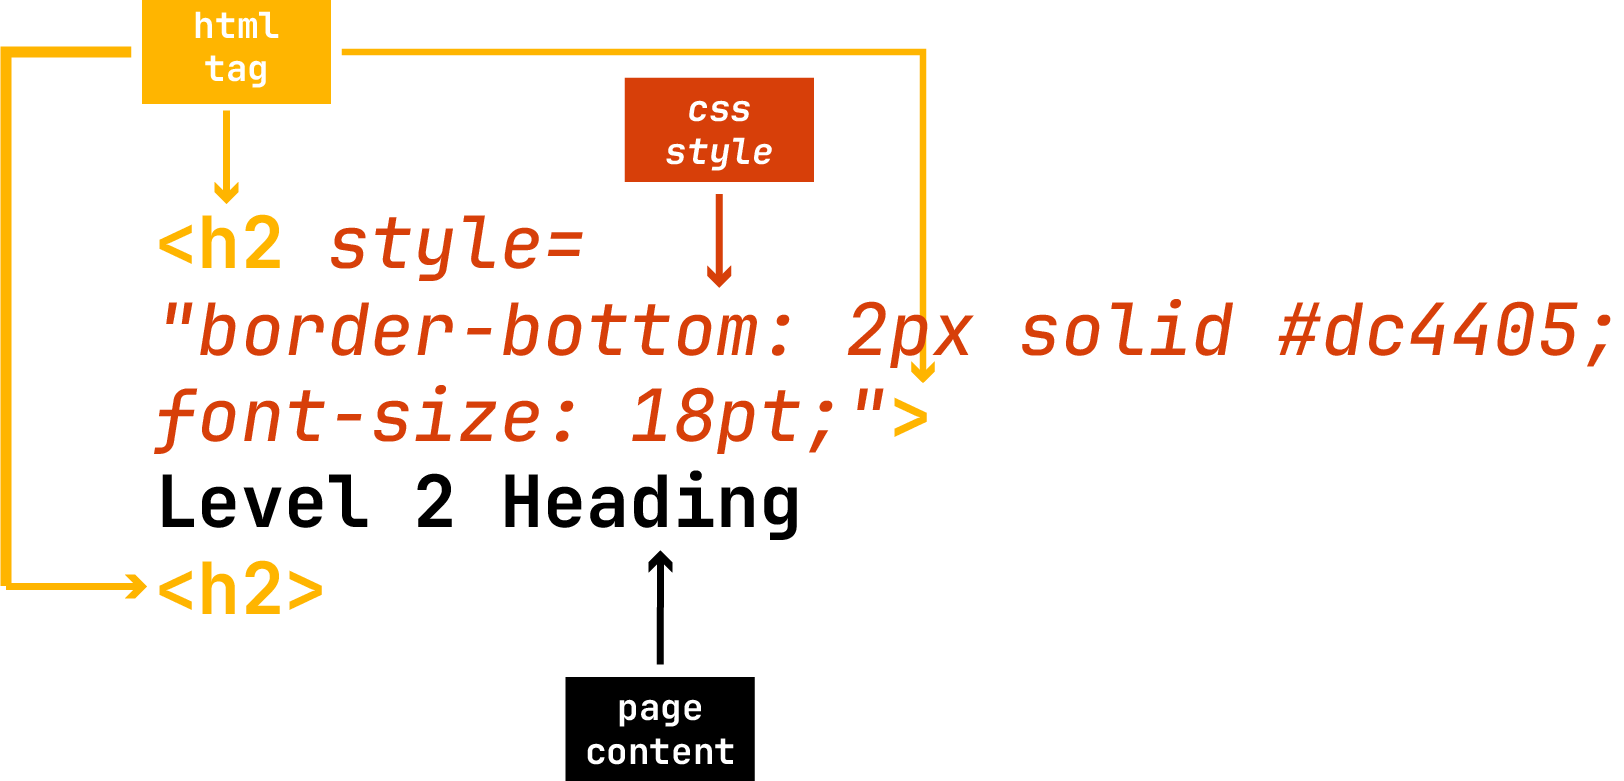 html
tag
css
style
<h2 style=
"border-bottom: 2px solid #dc4405;
font-size: 18pt;">
Level 2 Heading
<h2>
page
content